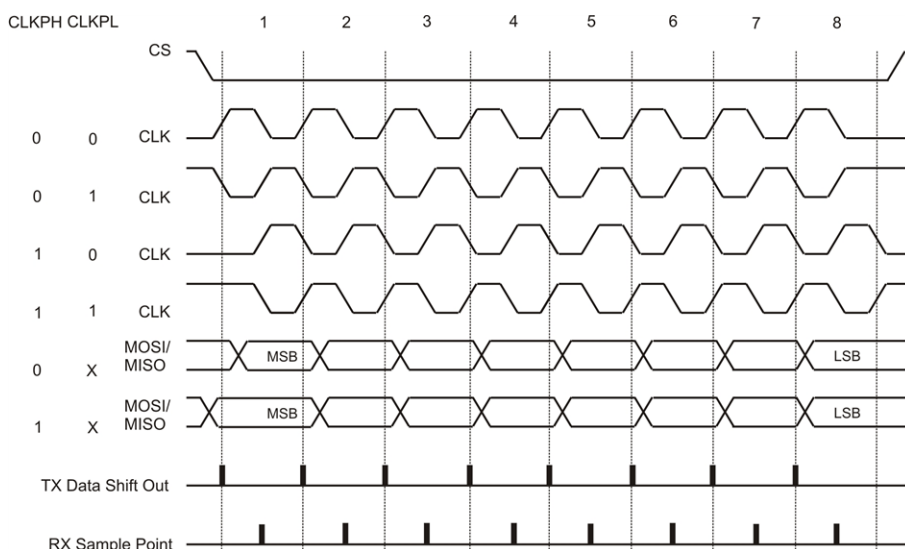 CLKPH CLKPL 1 2 3 4 5 6 7 8
CS
0 0 CLK
0 1 CLK
1 0 CLK
1 1 CLK
0 X MOSI/
MISO MSB LSB
1 X MOSI/
MISO MSB LSB
TX Data Shift Out
RX Sample Point